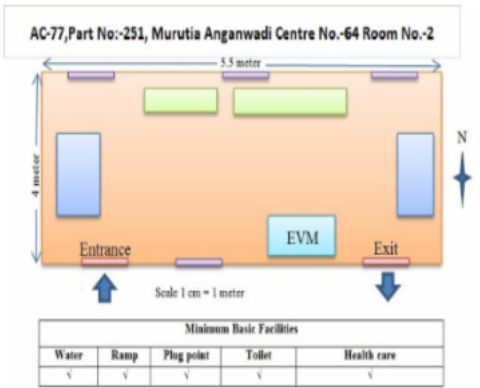 AC-77,Part No:-251, Murutia Anganwadi Centre No.-64 Room No.-2
5.5 meter
4 meter
N
EVM
Entrance
Exit
Scale 1 cm = 1 meter
Minimum Basic Facilities
Water Ramp Plug point Toilet Health care
√ √ √ √ √